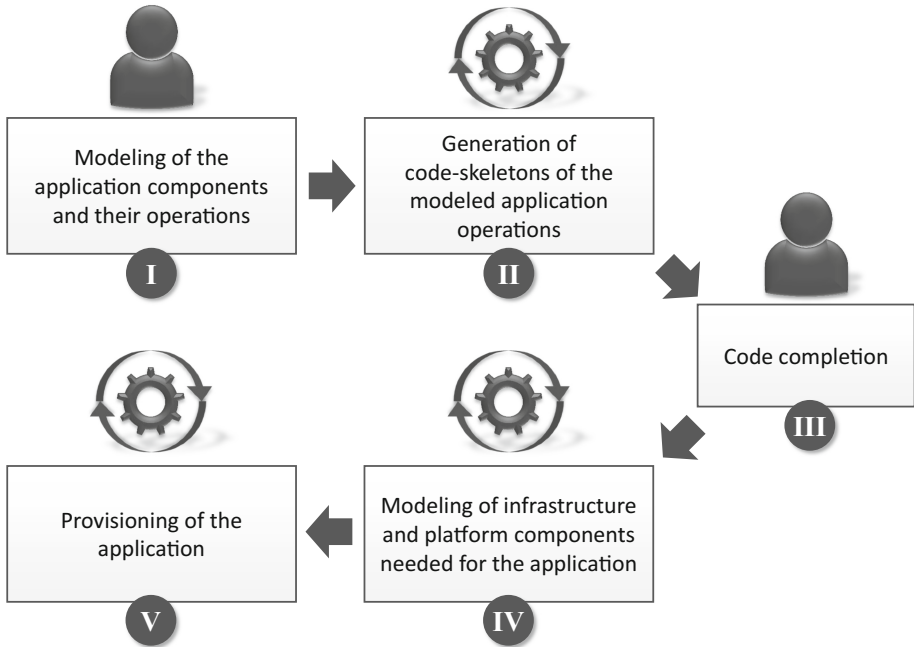 Modeling of the
application components
and their operations
I
Generation of
code-skeletons of the
modeled application
operations
II
Code completion
III
Modeling of infrastructure
and platform components
needed for the application
IV
Provisioning of the
application
V